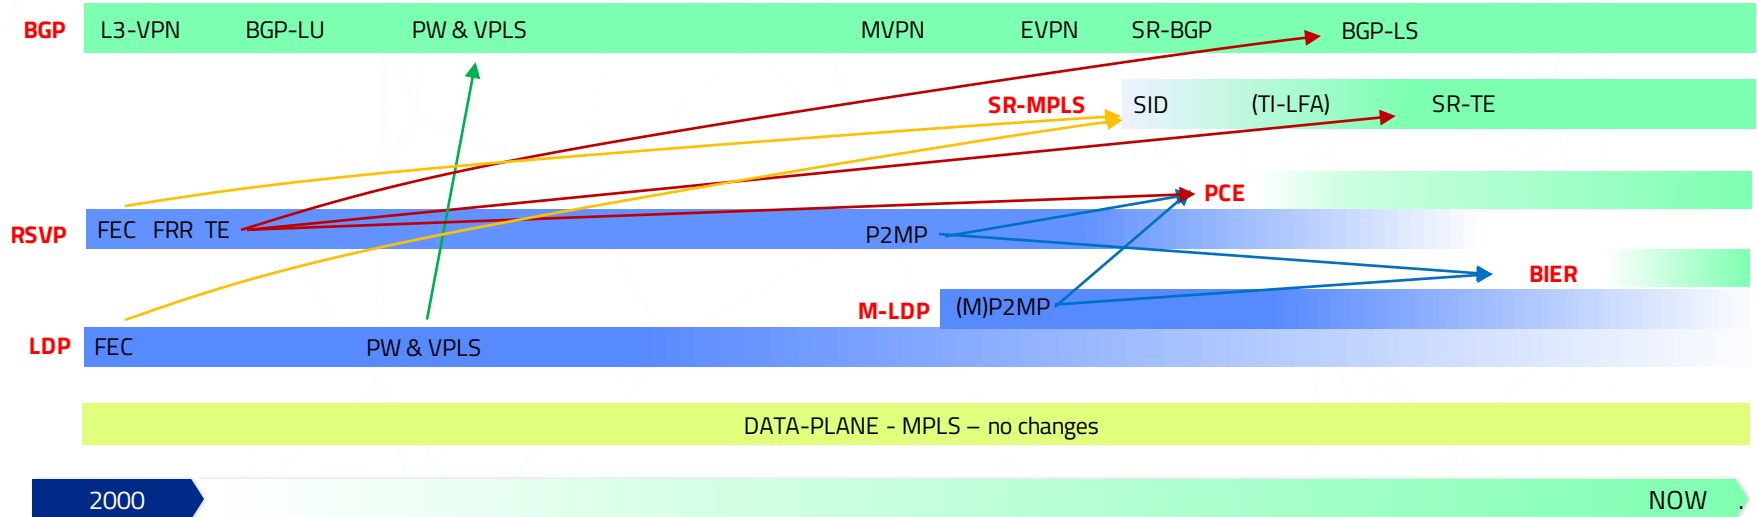 BGP L3-VPN BGP-LU PW & VPLS MVPN EVPN SR-BGP BGP-LS
SR-MPLS SID (TI-LFA) SR-TE
PCE
RSVP FEC FRR TE P2MP
BIER
M-LDP (M)P2MP
LDP FEC PW & VPLS
DATA-PLANE - MPLS – no changes
2000 NOW .